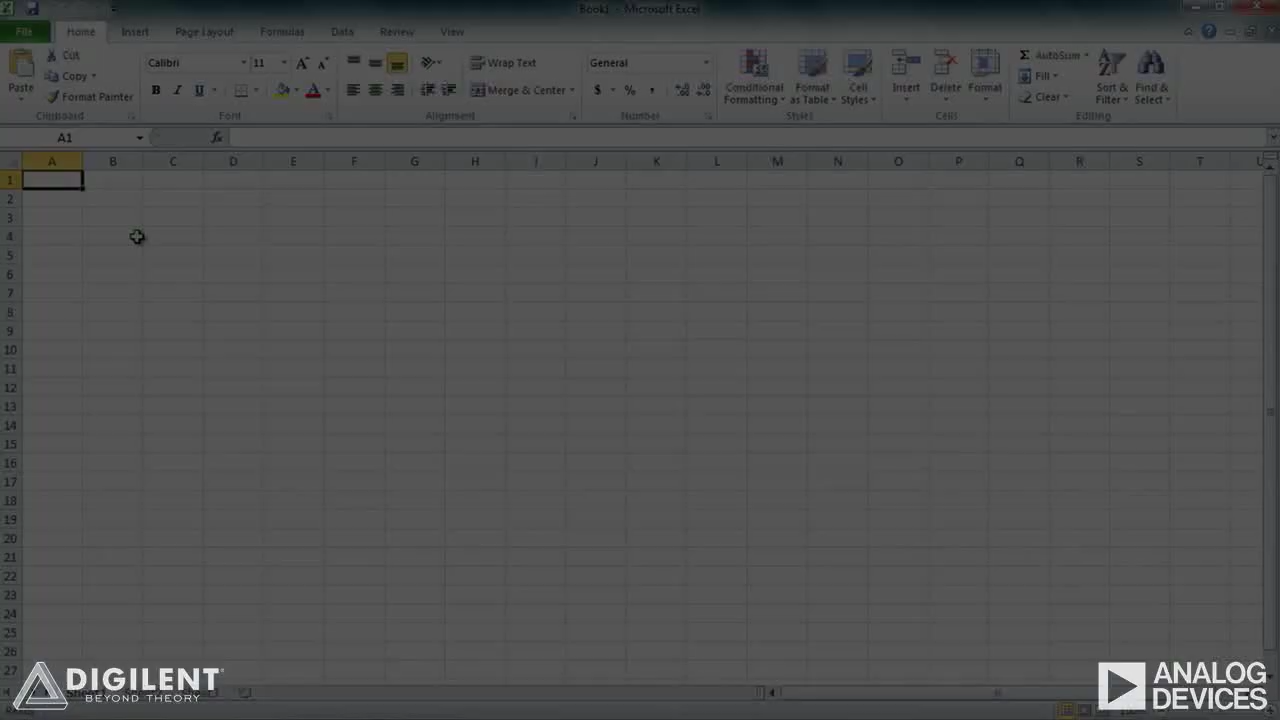 Book1 - Microsoft Excel
File Home Insert Page Layout Formulas Data Review View
Cut
Copy
Format Painter
Paste
Clipboard
Calibri 11
B I U A
Font
Wrap Text
Merge & Center
Alignment
General
$ % ,
Number
Conditional Formatting
Format as Table
Cell Styles
Styles
Insert Delete Format
Cells
Σ AutoSum
Fill
Clear
Sort & Filter
Find & Select
Editing
A1 fx
A B C D E F G H I J K L M N O P Q R S T U
1
2
3
4
5
6
7
8
9
10
11
12
13
14
15
16
17
18
19
20
21
22
23
24
25
26
27
DIGILENT
BEYOND THEORY
ANALOG
DEVICES